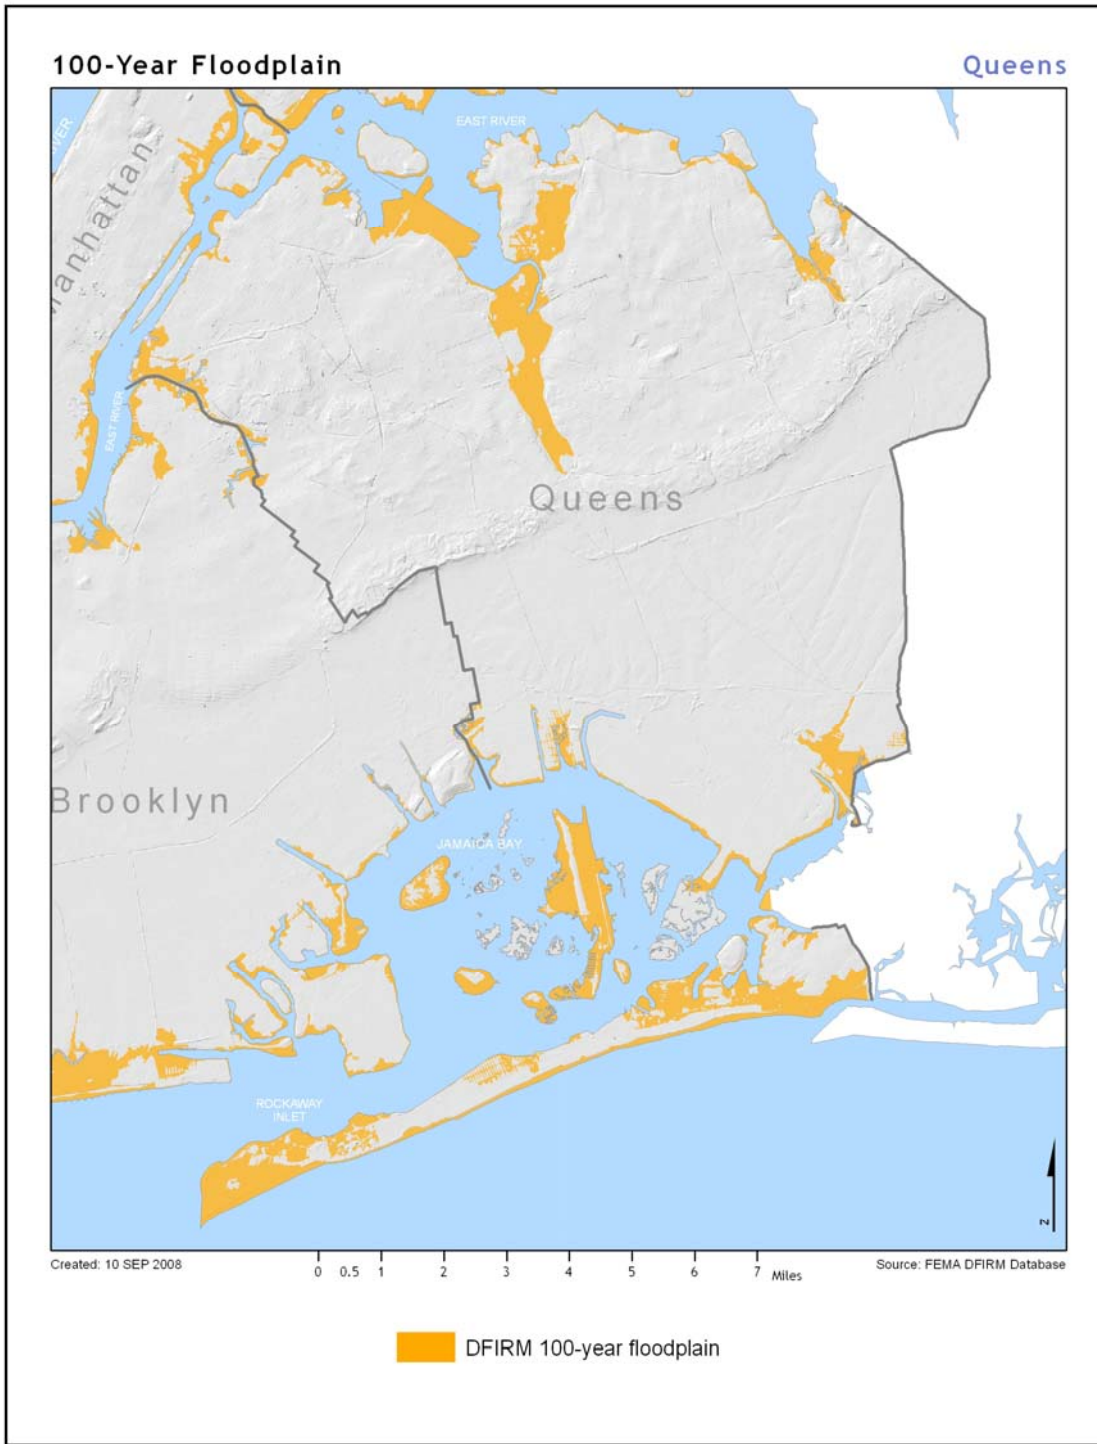 100-Year Floodplain
Queens
EAST RIVER
Manhattan
EAST RIVER
Queens
Brooklyn
JAMAICA BAY
ROCKAWAY
INLET
N
Created: 10 SEP 2008
0 0.5 1 2 3 4 5 6 7 Miles
Source: FEMA DFIRM Database
DFIRM 100-year floodplain